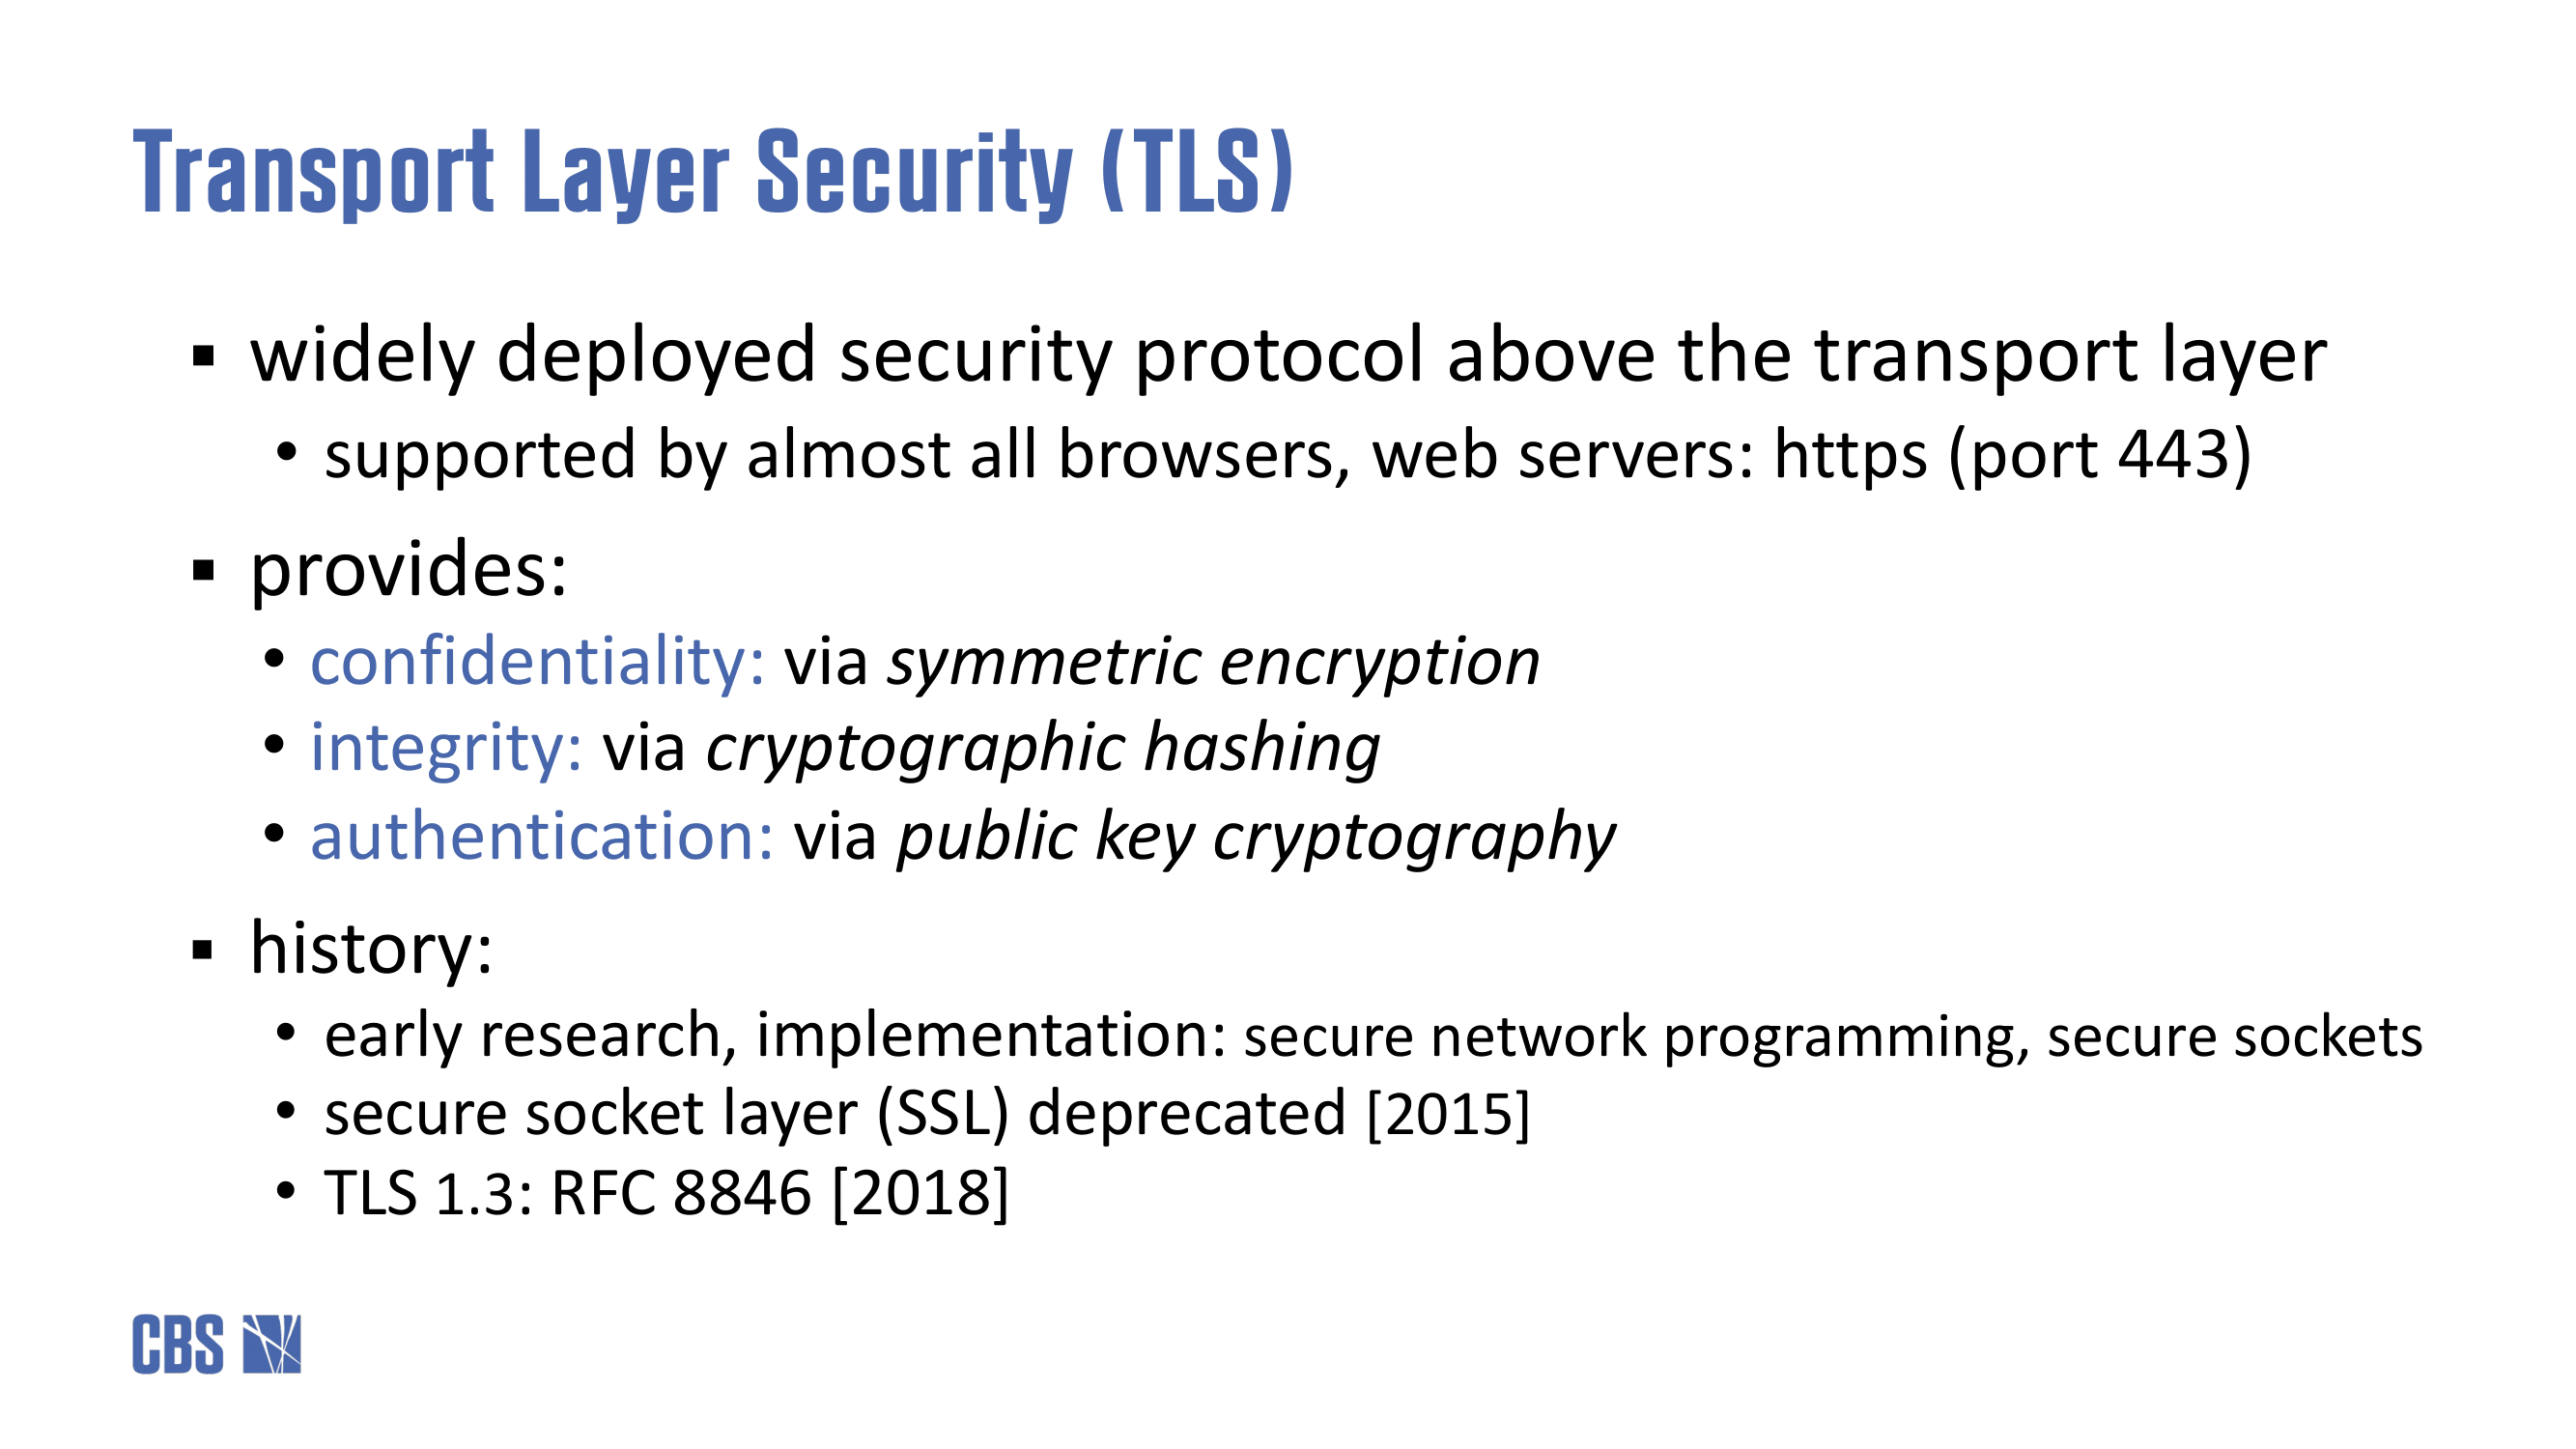 Transport Layer Security (TLS)
▪ widely deployed security protocol above the transport layer
• supported by almost all browsers, web servers: https (port 443)
▪ provides:
• confidentiality: via symmetric encryption
• integrity: via cryptographic hashing
• authentication: via public key cryptography
▪ history:
• early research, implementation: secure network programming, secure sockets
• secure socket layer (SSL) deprecated [2015]
• TLS 1.3: RFC 8846 [2018]
CBS